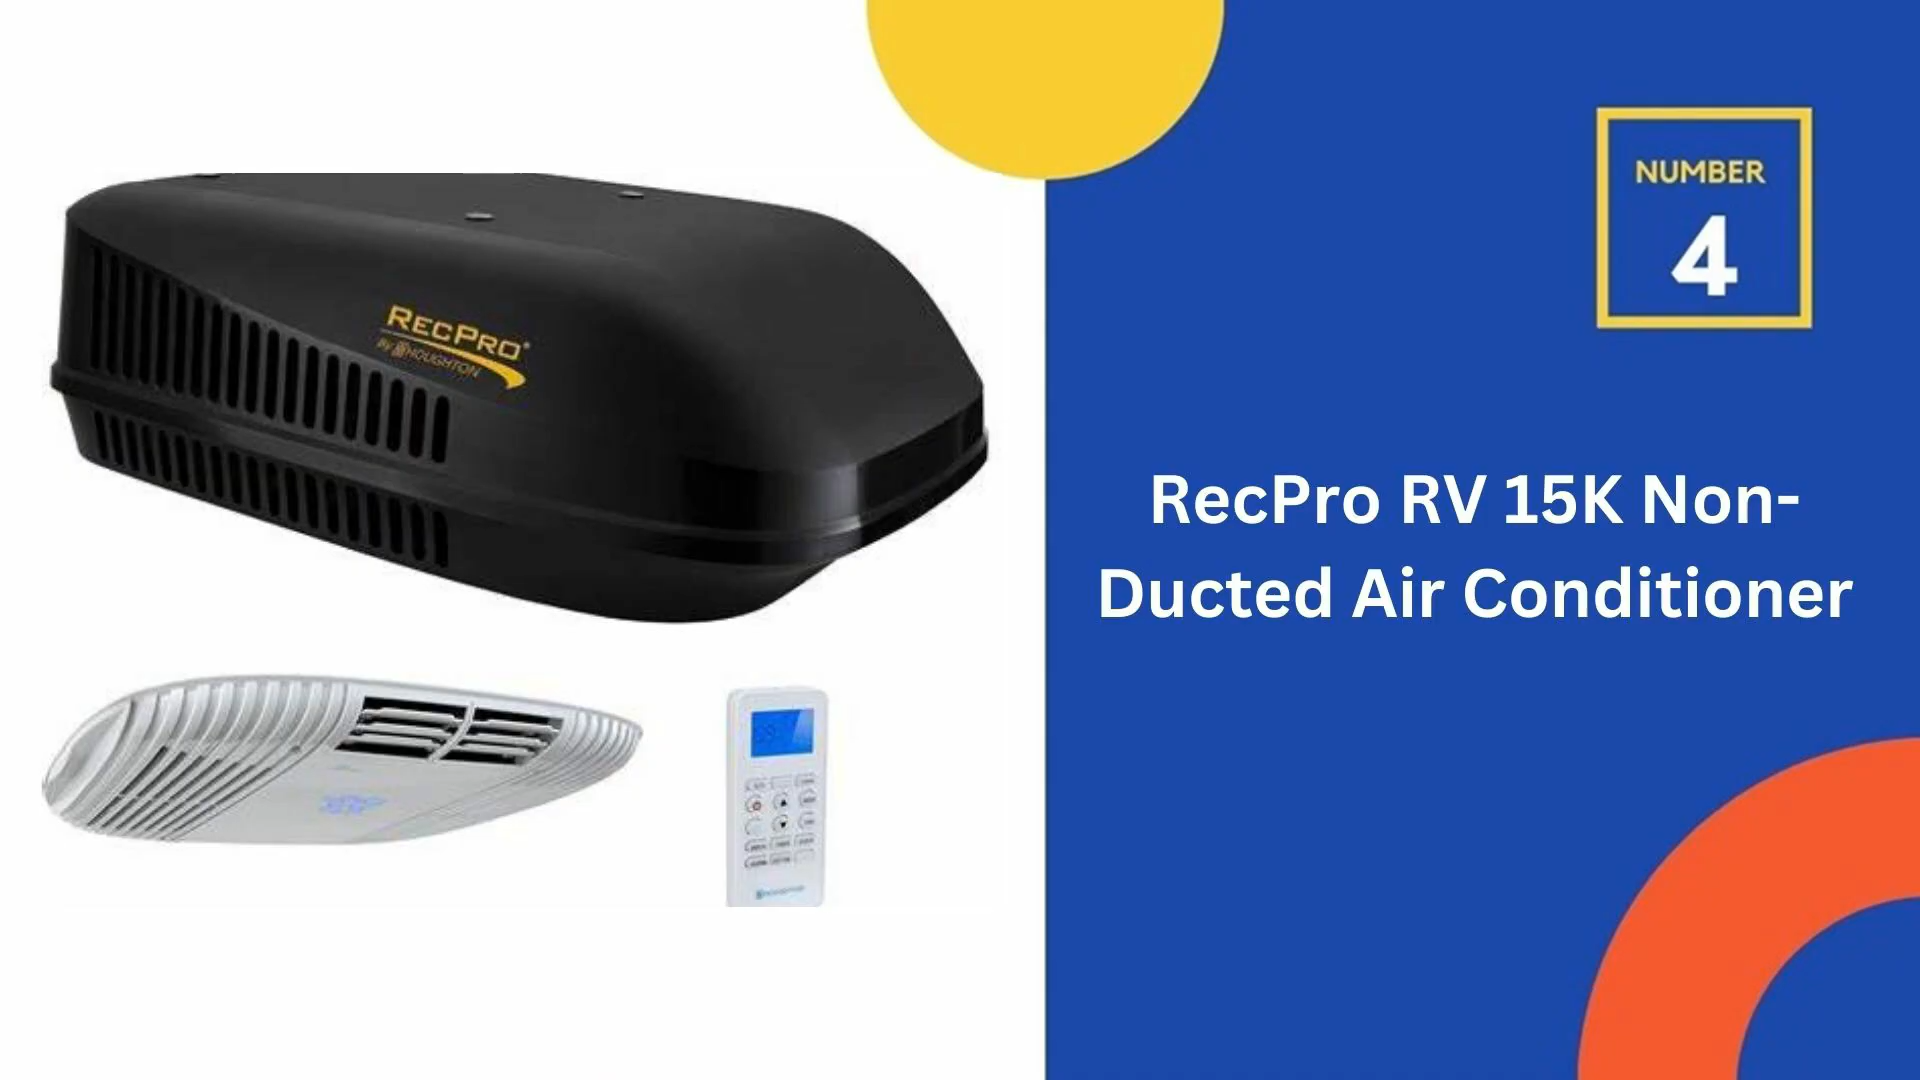 RECPRO®
By HOUGHTON
NUMBER
4
RecPro RV 15K Non-
Ducted Air Conditioner